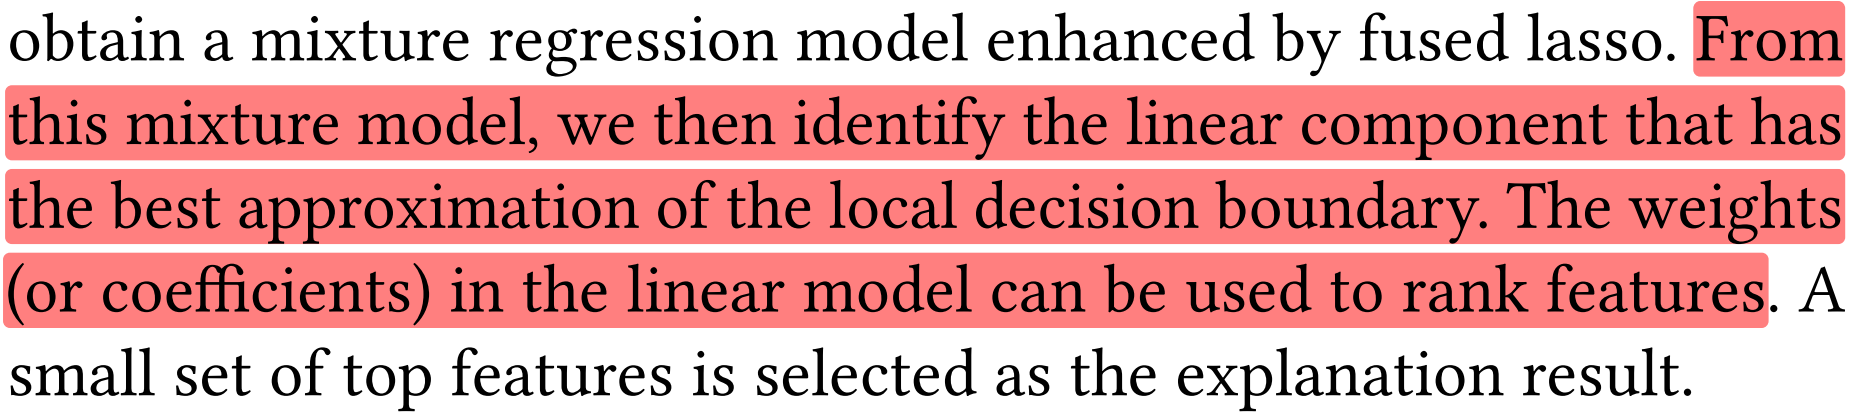 obtain a mixture regression model enhanced by fused lasso. From
this mixture model, we then identify the linear component that has
the best approximation of the local decision boundary. The weights
(or coefficients) in the linear model can be used to rank features. A
small set of top features is selected as the explanation result.